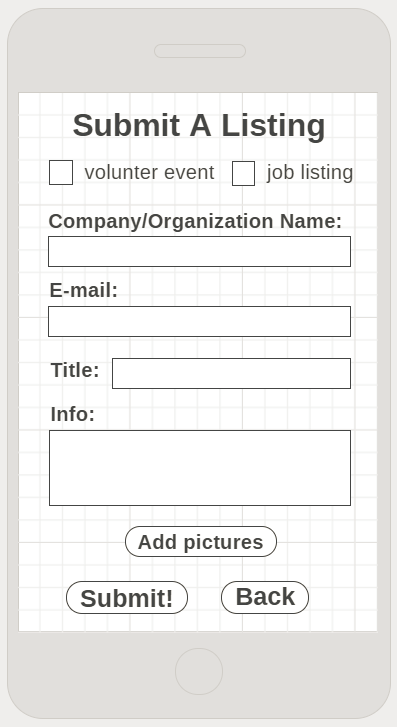 Submit A Listing
volunter event job listing
Company/Organization Name:
E-mail:
Title:
Info:
Add pictures
Submit! Back